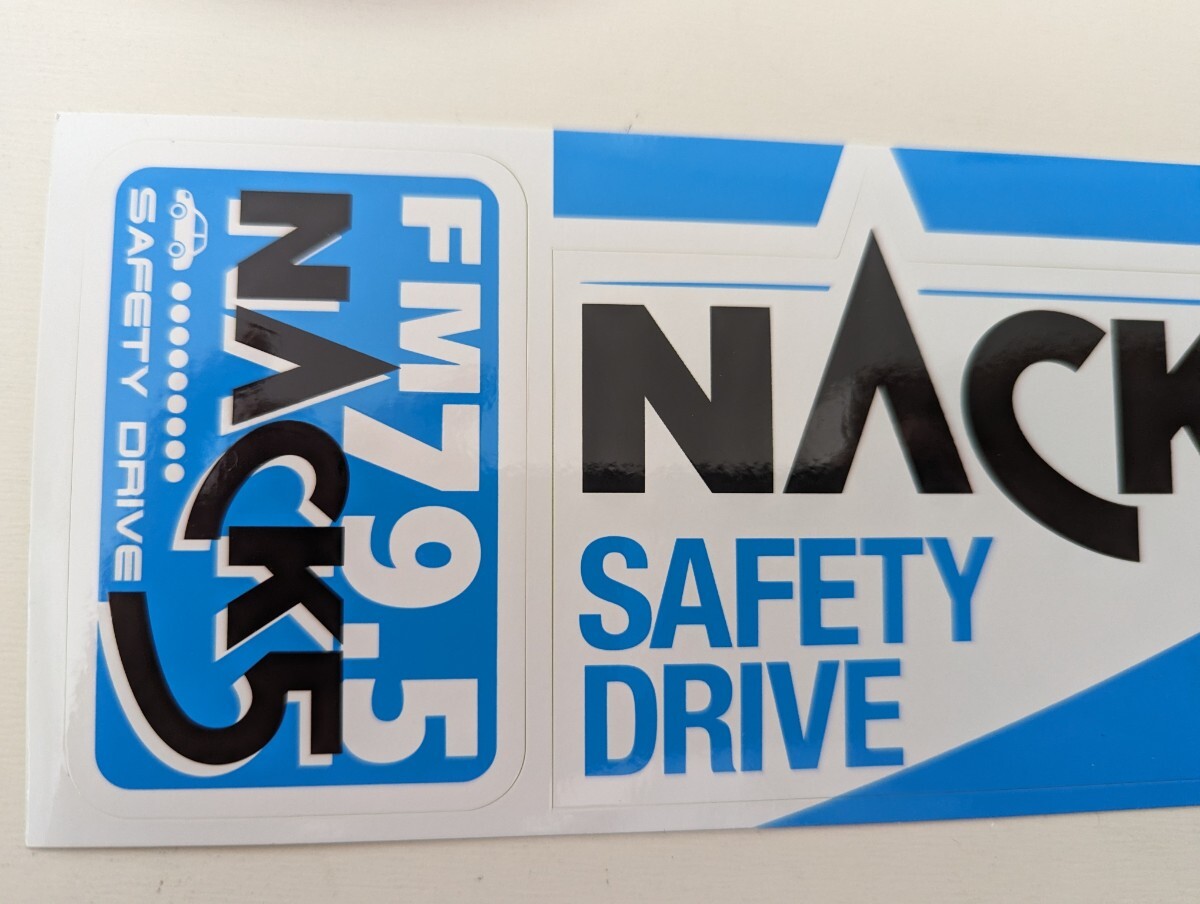 FM79.5
NACK5
SAFETY DRIVE
NACK
SAFETY
DRIVE